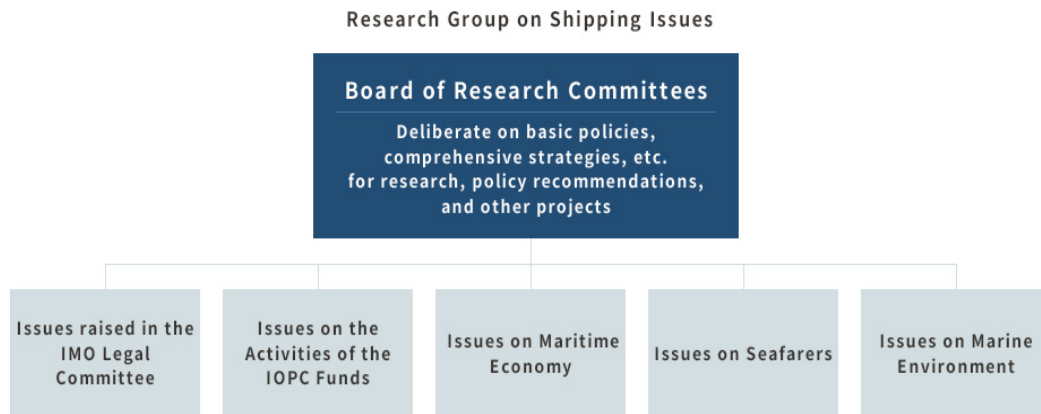 Research Group on Shipping Issues
Board of Research Committees
Deliberate on basic policies,
comprehensive strategies, etc.
for research, policy recommendations,
and other projects
Issues raised in the
IMO Legal
Committee
Issues on the
Activities of the
IOPC Funds
Issues on Maritime
Economy
Issues on Seafarers
Issues on Marine
Environment